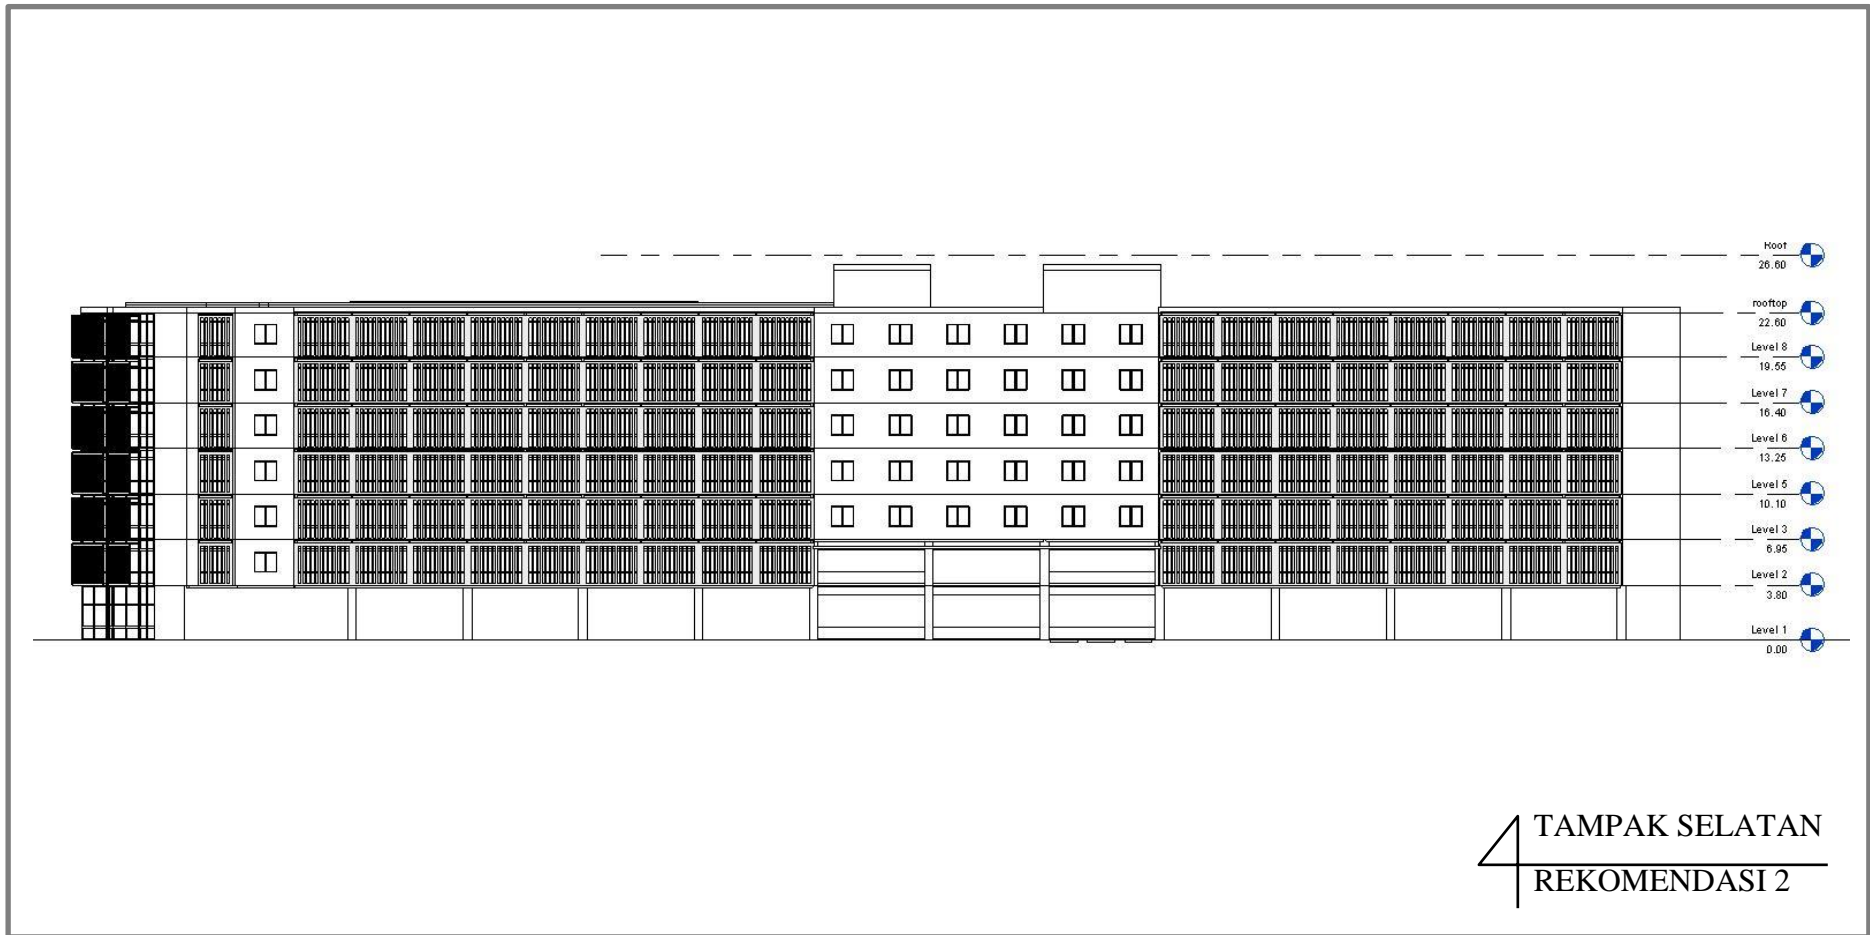 Roof
26.60
rooftop
22.60
Level 8
19.55
Level 7
16.40
Level 6
13.25
Level 5
10.10
Level 3
6.95
Level 2
3.80
Level 1
0.00
TAMPAK SELATAN
REKOMENDASI 2